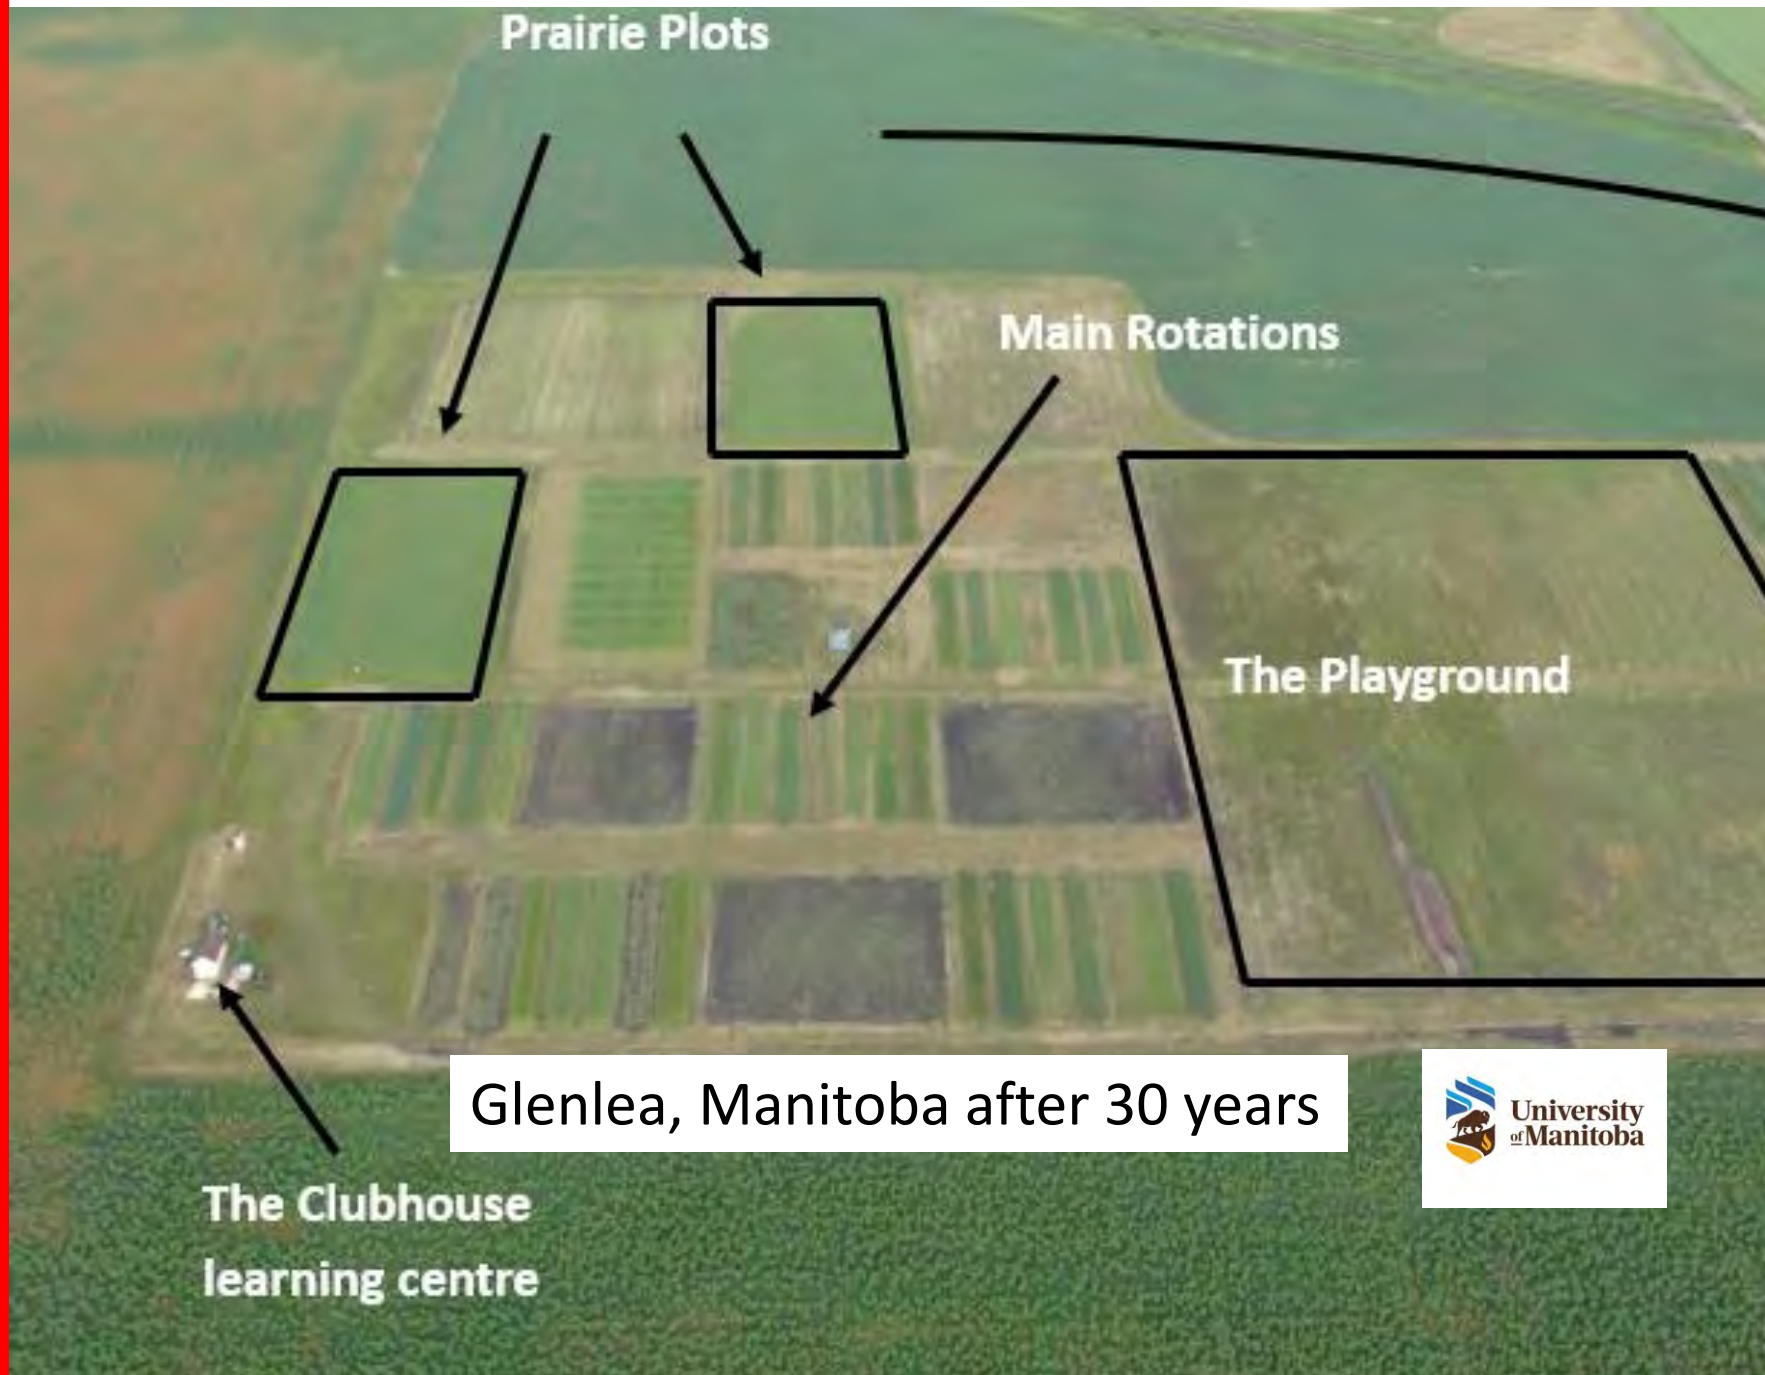 Prairie Plots
Main Rotations
The Playground
Glenlea, Manitoba after 30 years
University
of Manitoba
The Clubhouse
learning centre